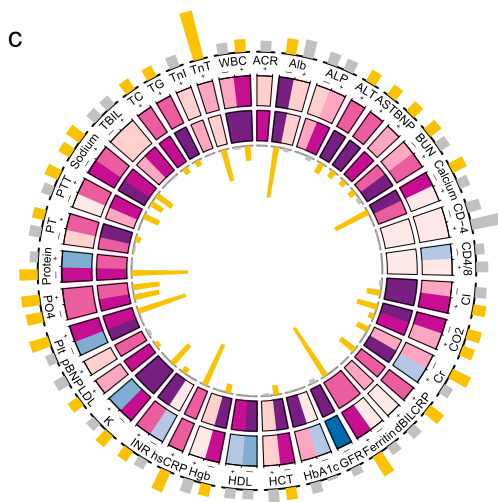 C
ACR
Alb
ALP
ALT
AST
BNP
BUN
Calcium
CD-4
CD4/8
Cl
CO2
Cr
CRP
dBIL
Ferritin
GFR
HbA1c
HCT
HDL
Hgb
hsCRP
INR
K
LDL
pBNP
Plt
PO4
Protein
PT
PTT
Sodium
TBIL
TC
TG
TnI
TnT
WBC